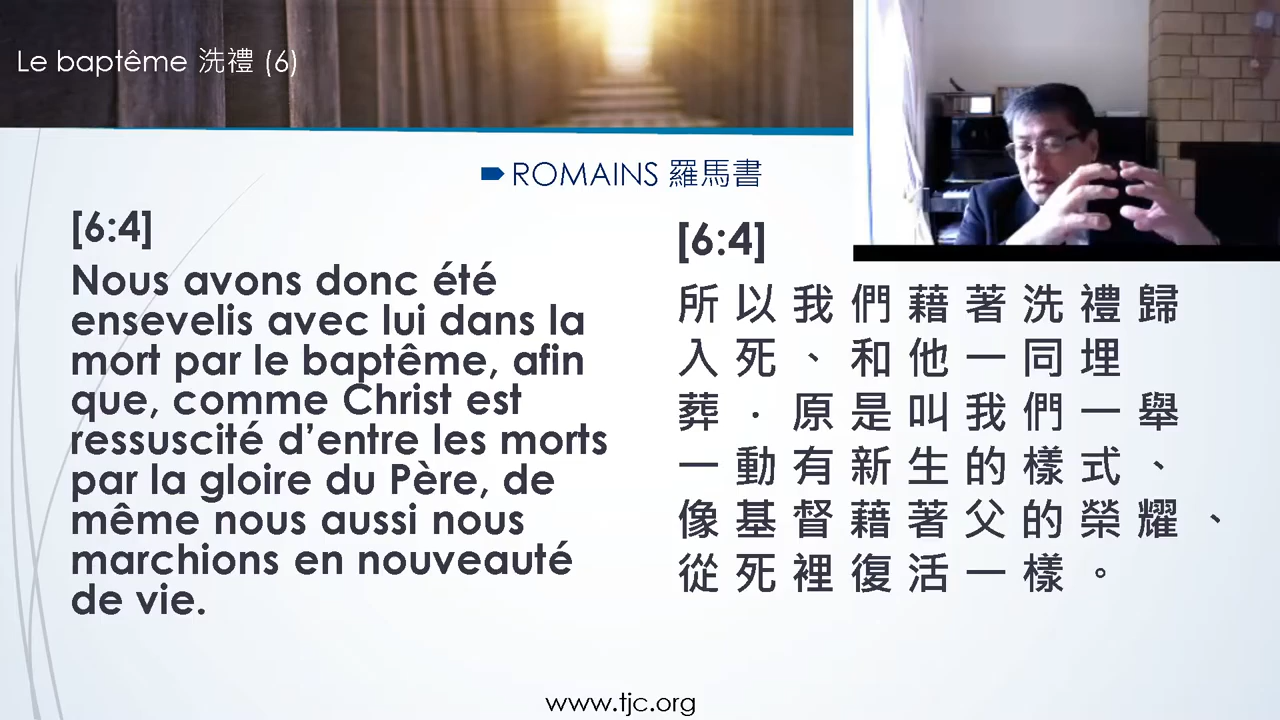 Le baptême 洗禮 (6)
ROMAINS 羅馬書
[6:4]
Nous avons donc été
ensevelis avec lui dans la
mort par le baptême, afin
que, comme Christ est
ressuscité d’entre les morts
par la gloire du Père, de
même nous aussi nous
marchions en nouveauté
de vie.
[6:4]
所以我們藉著洗禮歸
入死、和他一同埋
葬．原是叫我們一舉
一動有新生的樣式、
像基督藉著父的榮耀、
從死裡復活一樣。
www.tjc.org